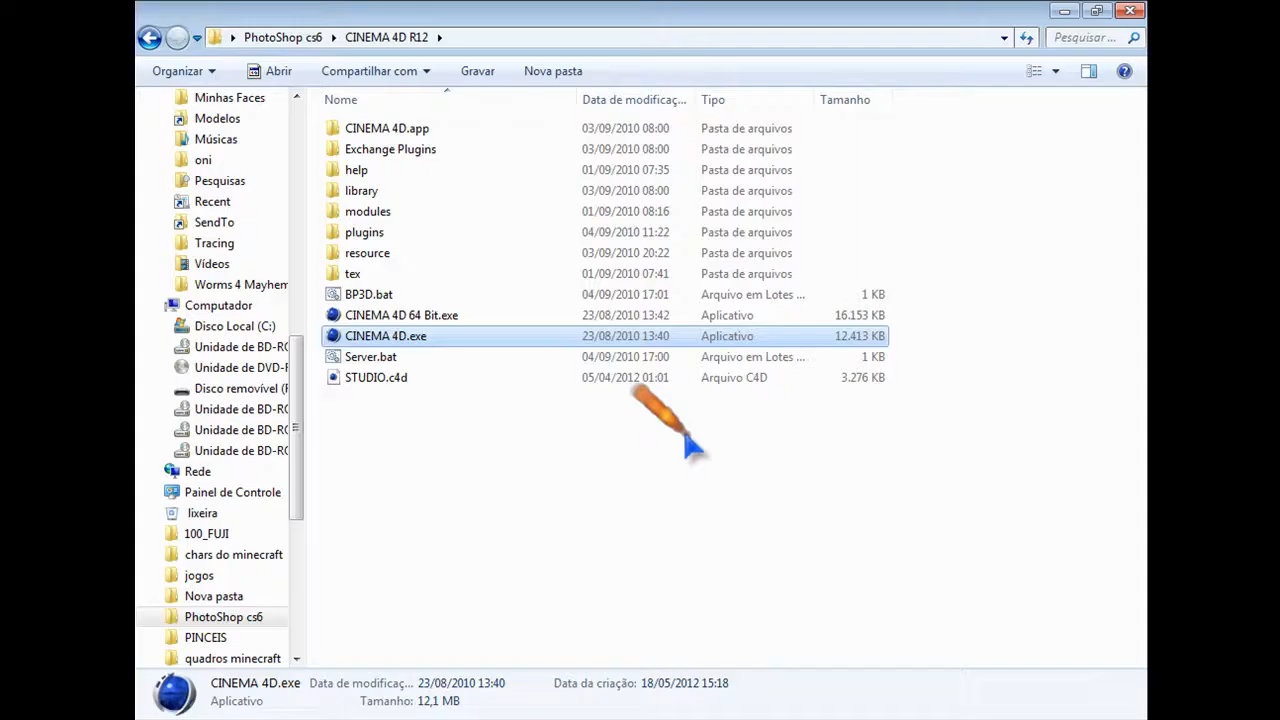 PhotoShop cs6 CINEMA 4D R12 Pesquisar...
Organizar Abrir Compartilhar com Gravar Nova pasta
Nome Data de modificaç... Tipo Tamanho
Minhas Faces
Modelos
Músicas
oni
Pesquisas
Recent
SendTo
Tracing
Vídeos
Worms 4 Mayhem
Computador
Disco Local (C:)
Unidade de BD-RO
Unidade de DVD-
Disco removível (F
Unidade de BD-RO
Unidade de BD-RO
Unidade de BD-RO
Rede
Painel de Controle
lixeira
100_FUJI
chars do minecraft
jogos
Nova pasta
PhotoShop cs6
PINCEIS
quadros minecraft
CINEMA 4D.app 03/09/2010 08:00 Pasta de arquivos
Exchange Plugins 03/09/2010 08:00 Pasta de arquivos
help 01/09/2010 07:35 Pasta de arquivos
library 03/09/2010 08:00 Pasta de arquivos
modules 01/09/2010 08:16 Pasta de arquivos
plugins 04/09/2010 11:22 Pasta de arquivos
resource 03/09/2010 20:22 Pasta de arquivos
tex 01/09/2010 07:41 Pasta de arquivos
BP3D.bat 04/09/2010 17:01 Arquivo em Lotes ... 1 KB
CINEMA 4D 64 Bit.exe 23/08/2010 13:42 Aplicativo 16.153 KB
CINEMA 4D.exe 23/08/2010 13:40 Aplicativo 12.413 KB
Server.bat 04/09/2010 17:00 Arquivo em Lotes ... 1 KB
STUDIO.c4d 05/04/2012 01:01 Arquivo C4D 3.276 KB
CINEMA 4D.exe Data de modificaç... 23/08/2010 13:40 Data da criação: 18/05/2012 15:18
Aplicativo Tamanho: 12,1 MB